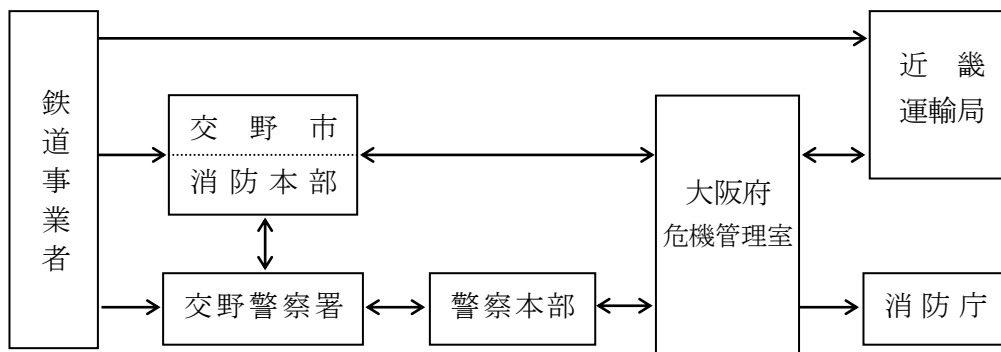 鉄道事業者
交野市
消防本部
交野警察署
警察本部
大阪府
危機管理室
近畿
運輸局
消防庁